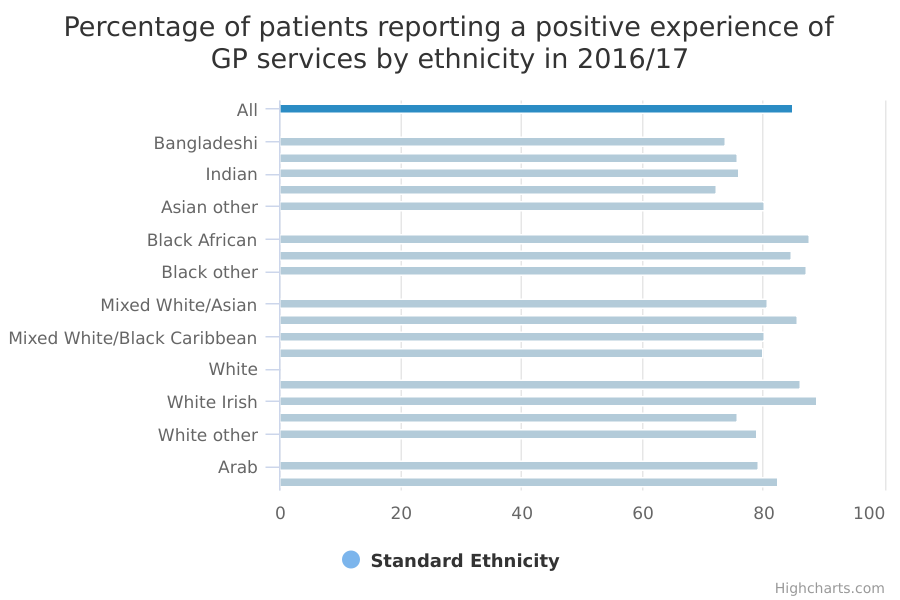 Percentage of patients reporting a positive experience of
GP services by ethnicity in 2016/17
All
Bangladeshi
Indian
Asian other
Black African
Black other
Mixed White/Asian
Mixed White/Black Caribbean
White
White Irish
White other
Arab
0 20 40 60 80 100
Standard Ethnicity
Highcharts.com